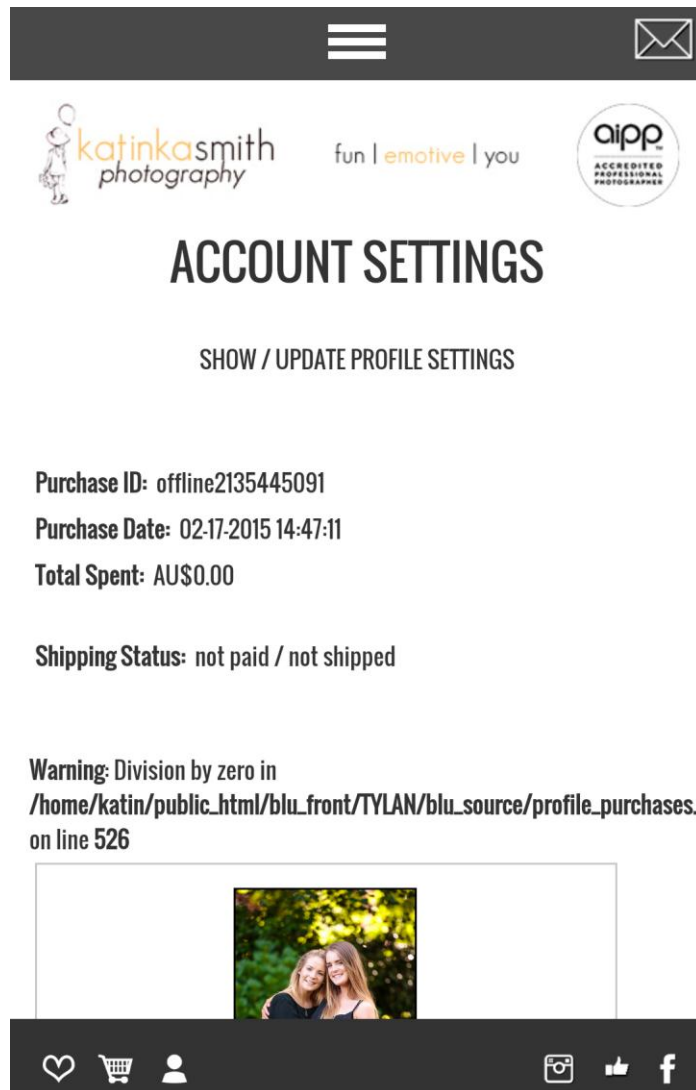 katinkasmith
photography
fun | emotive | you
aipp
TM
ACCREDITED
PROFESSIONAL
PHOTOGRAPHER
ACCOUNT SETTINGS
SHOW / UPDATE PROFILE SETTINGS
Purchase ID: offline2135445091
Purchase Date: 02-17-2015 14:47:11
Total Spent: AU$0.00
Shipping Status: not paid / not shipped
Warning: Division by zero in
/home/katin/public_html/blu_front/TYLAN/blu_source/profile_purchases.
on line 526
f